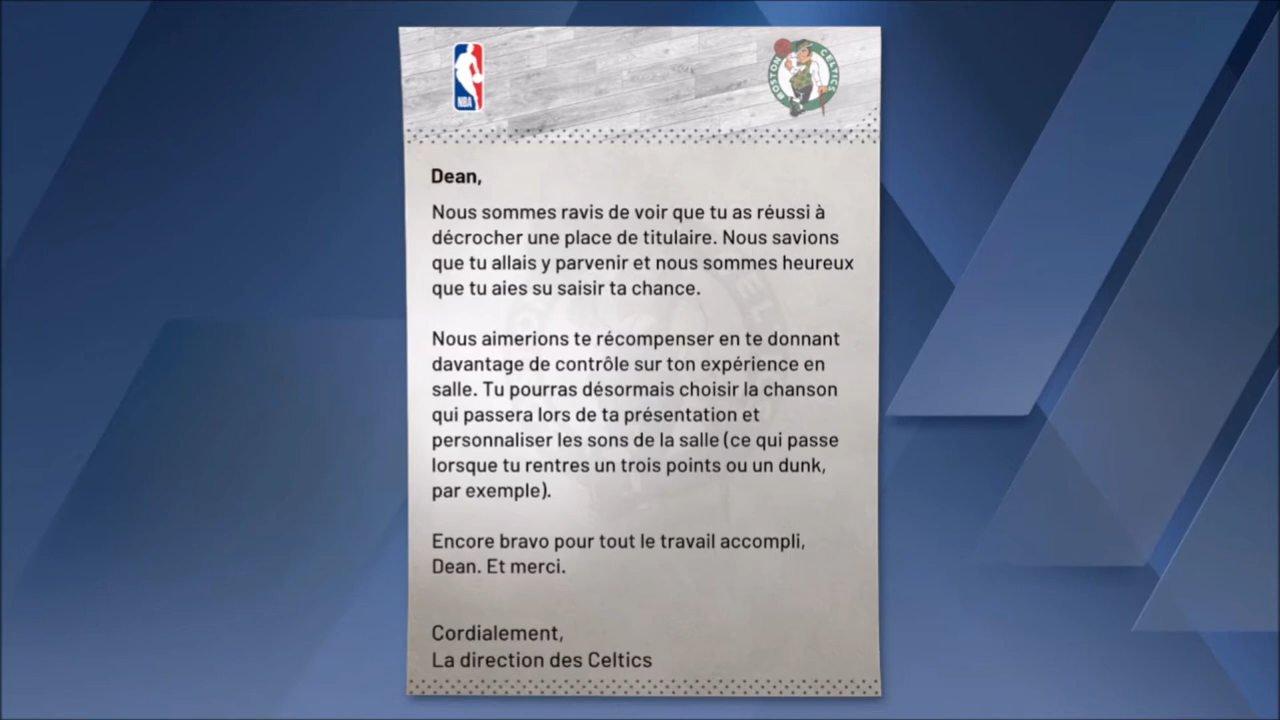 NBA
BOSTON CELTICS
Dean,
Nous sommes ravis de voir que tu as réussi à
décrocher une place de titulaire. Nous savions
que tu allais y parvenir et nous sommes heureux
que tu aies su saisir ta chance.
Nous aimerions te récompenser en te donnant
davantage de contrôle sur ton expérience en
salle. Tu pourras désormais choisir la chanson
qui passera lors de ta présentation et
personnaliser les sons de la salle (ce qui passe
lorsque tu rentres un trois points ou un dunk,
par exemple).
Encore bravo pour tout le travail accompli,
Dean. Et merci.
Cordialement,
La direction des Celtics